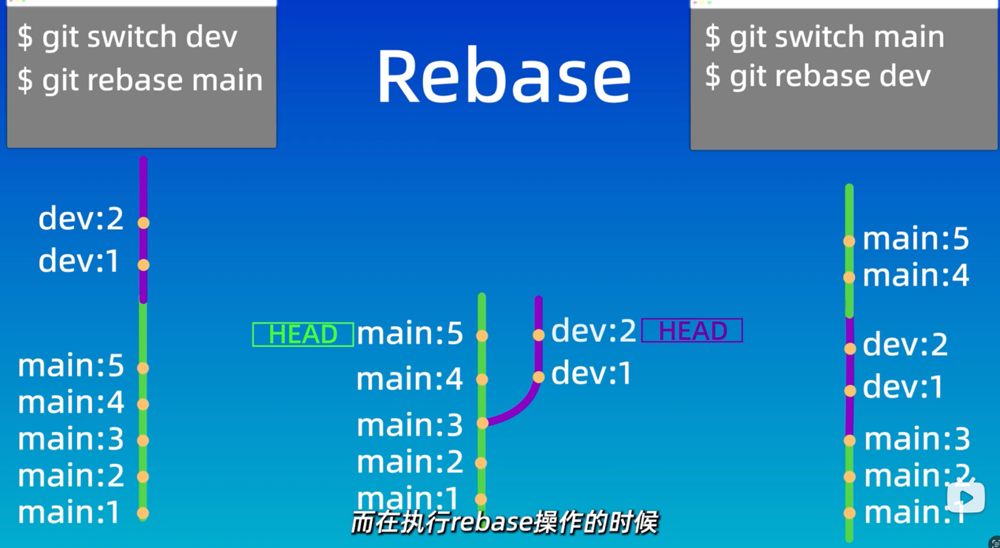 $ git switch dev
$ git rebase main
Rebase
$ git switch main
$ git rebase dev
dev:2
dev:1
main:5
main:4
main:3
main:2
main:1
HEAD
main:5
main:4
main:3
main:2
main:1
dev:2
HEAD
dev:1
main:5
main:4
dev:2
dev:1
main:3
main:2
main:1
而在执行rebase操作的时候